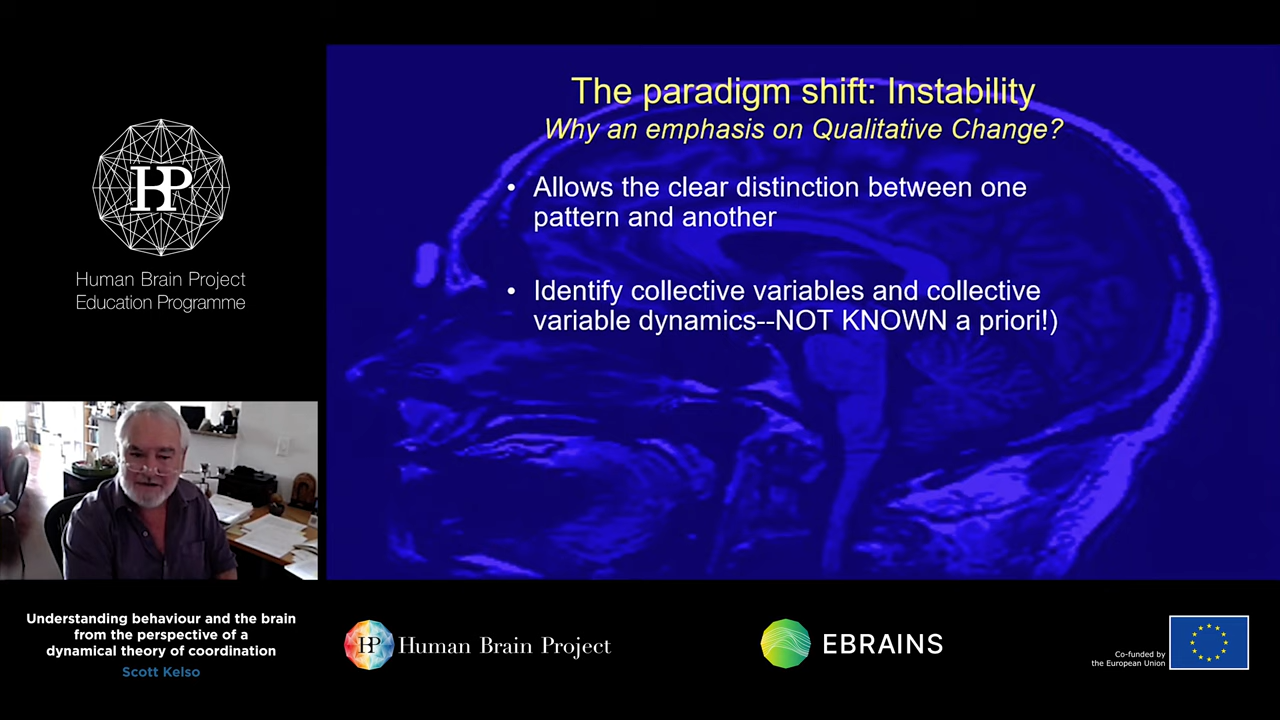 The paradigm shift: Instability
Why an emphasis on Qualitative Change?
• Allows the clear distinction between one
pattern and another
• Identify collective variables and collective
variable dynamics--NOT KNOWN a priori!)
HBP
Human Brain Project
Education Programme
Understanding behaviour and the brain
from the perspective of a
dynamical theory of coordination
Scott Kelso
HBP
Human Brain Project
EBRAINS
Co-funded by
the European Union